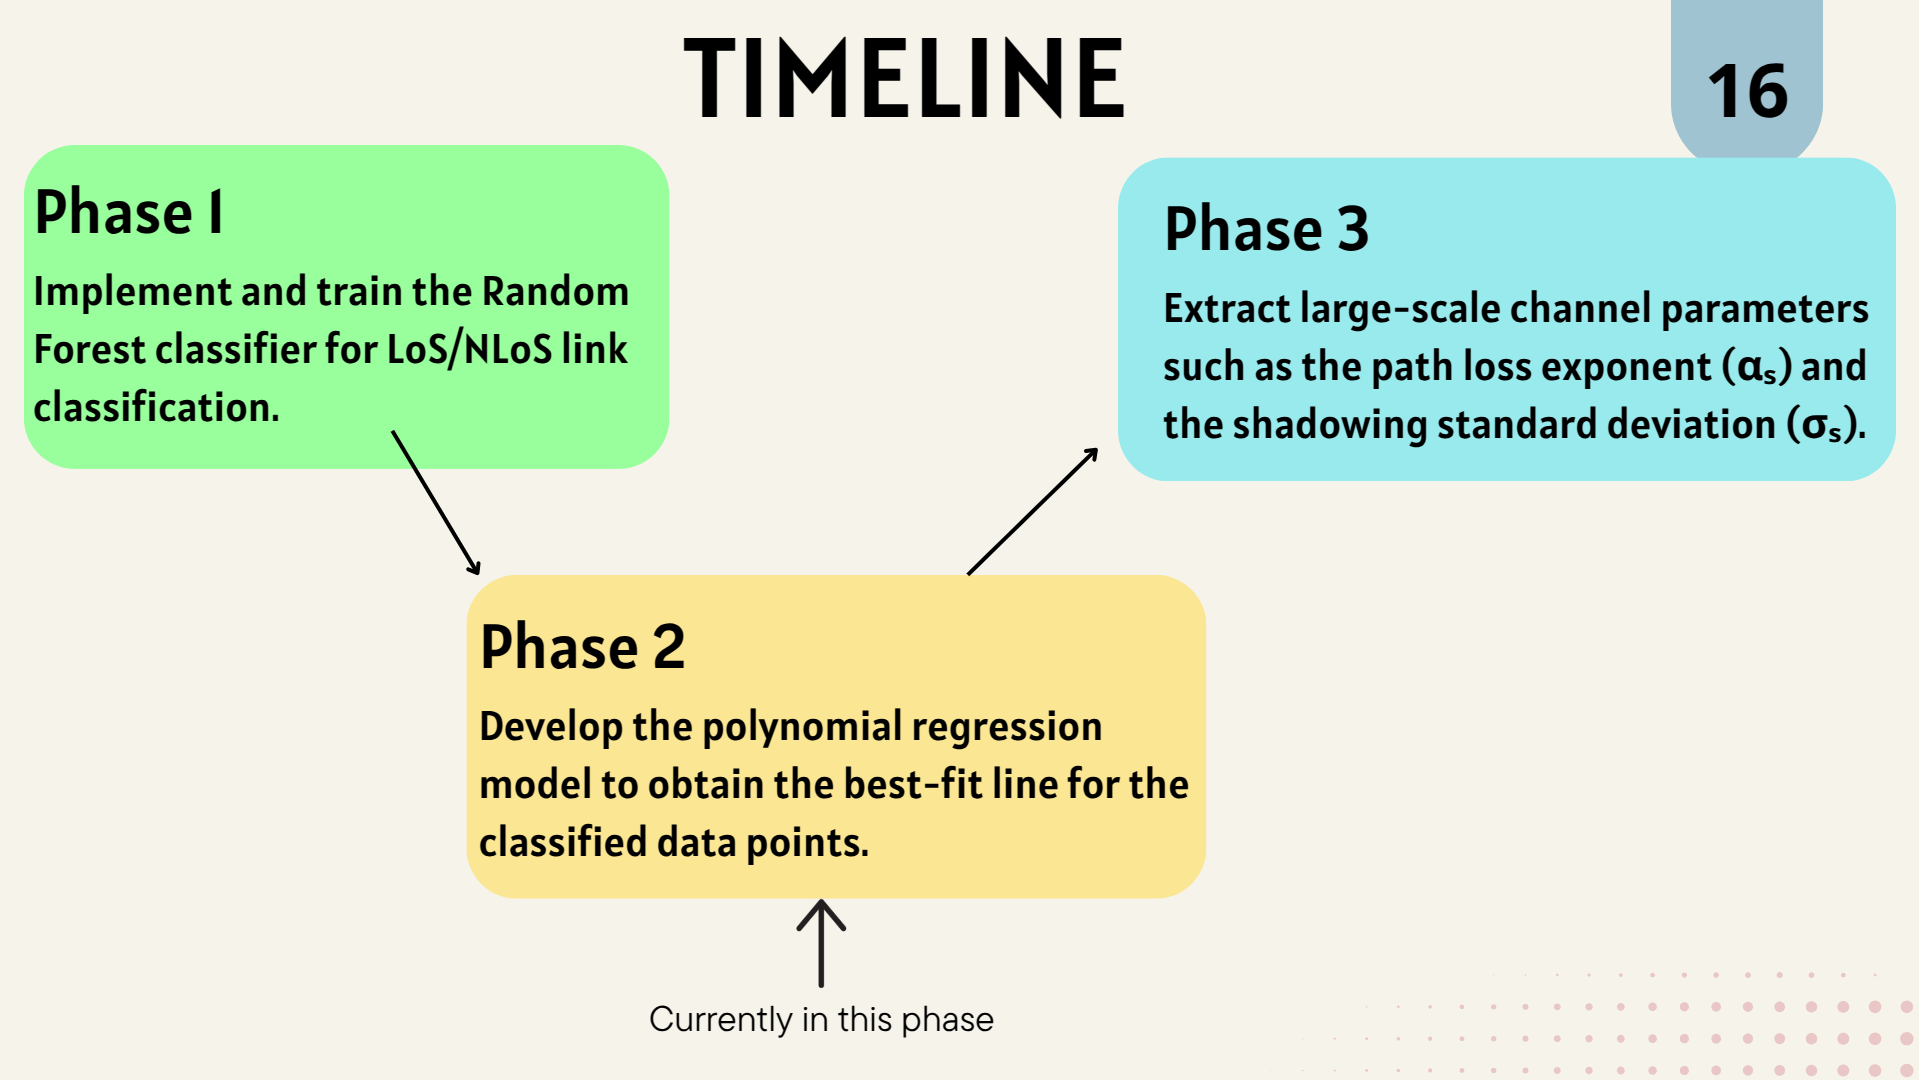 TIMELINE
16
Phase 1
Implement and train the Random
Forest classifier for LoS/NLoS link
classification.
Phase 3
Extract large-scale channel parameters
such as the path loss exponent (αₛ) and
the shadowing standard deviation (σₛ).
Phase 2
Develop the polynomial regression
model to obtain the best-fit line for the
classified data points.
Currently in this phase